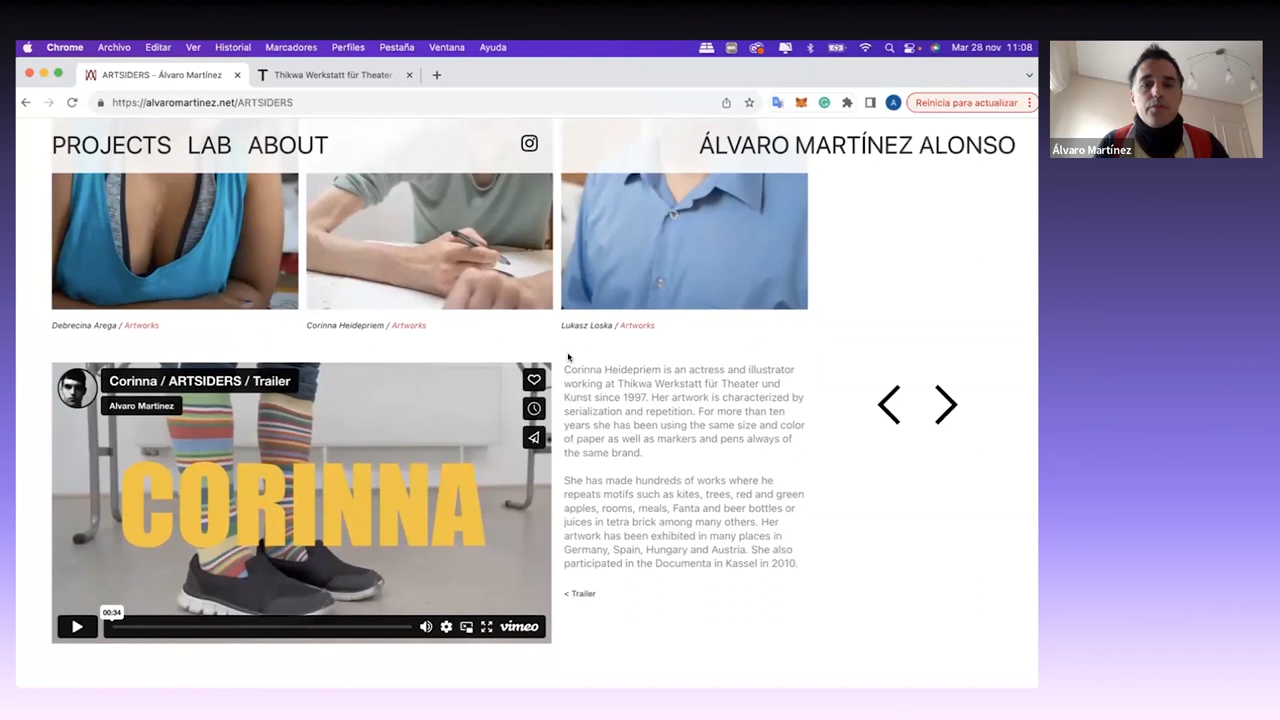 Chrome Archivo Editar Ver Historial Marcadores Perfiles Pestaña Ventana Ayuda Mar 28 nov 11:08
ARTSIDERS – Álvaro Martínez Thikwa Werkstatt für Theater
https://alvaromartinez.net/ARTSIDERS A Reinicia para actualizar
PROJECTS LAB ABOUT ÁLVARO MARTÍNEZ ALONSO
Álvaro Martínez
Debrecina Arega / Artworks Corinna Heidepriem / Artworks Lukasz Loska / Artworks
Corinna / ARTSIDERS / Trailer
Alvaro Martinez
CORINNA
00:34
vimeo
Corinna Heidepriem is an actress and illustrator
working at Thikwa Werkstatt für Theater und
Kunst since 1997. Her artwork is characterized by
serialization and repetition. For more than ten
years she has been using the same size and color
of paper as well as markers and pens always of
the same brand.
She has made hundreds of works where he
repeats motifs such as kites, trees, red and green
apples, rooms, meals, Fanta and beer bottles or
juices in tetra brick among many others. Her
artwork has been exhibited in many places in
Germany, Spain, Hungary and Austria. She also
participated in the Documenta in Kassel in 2010.
< Trailer